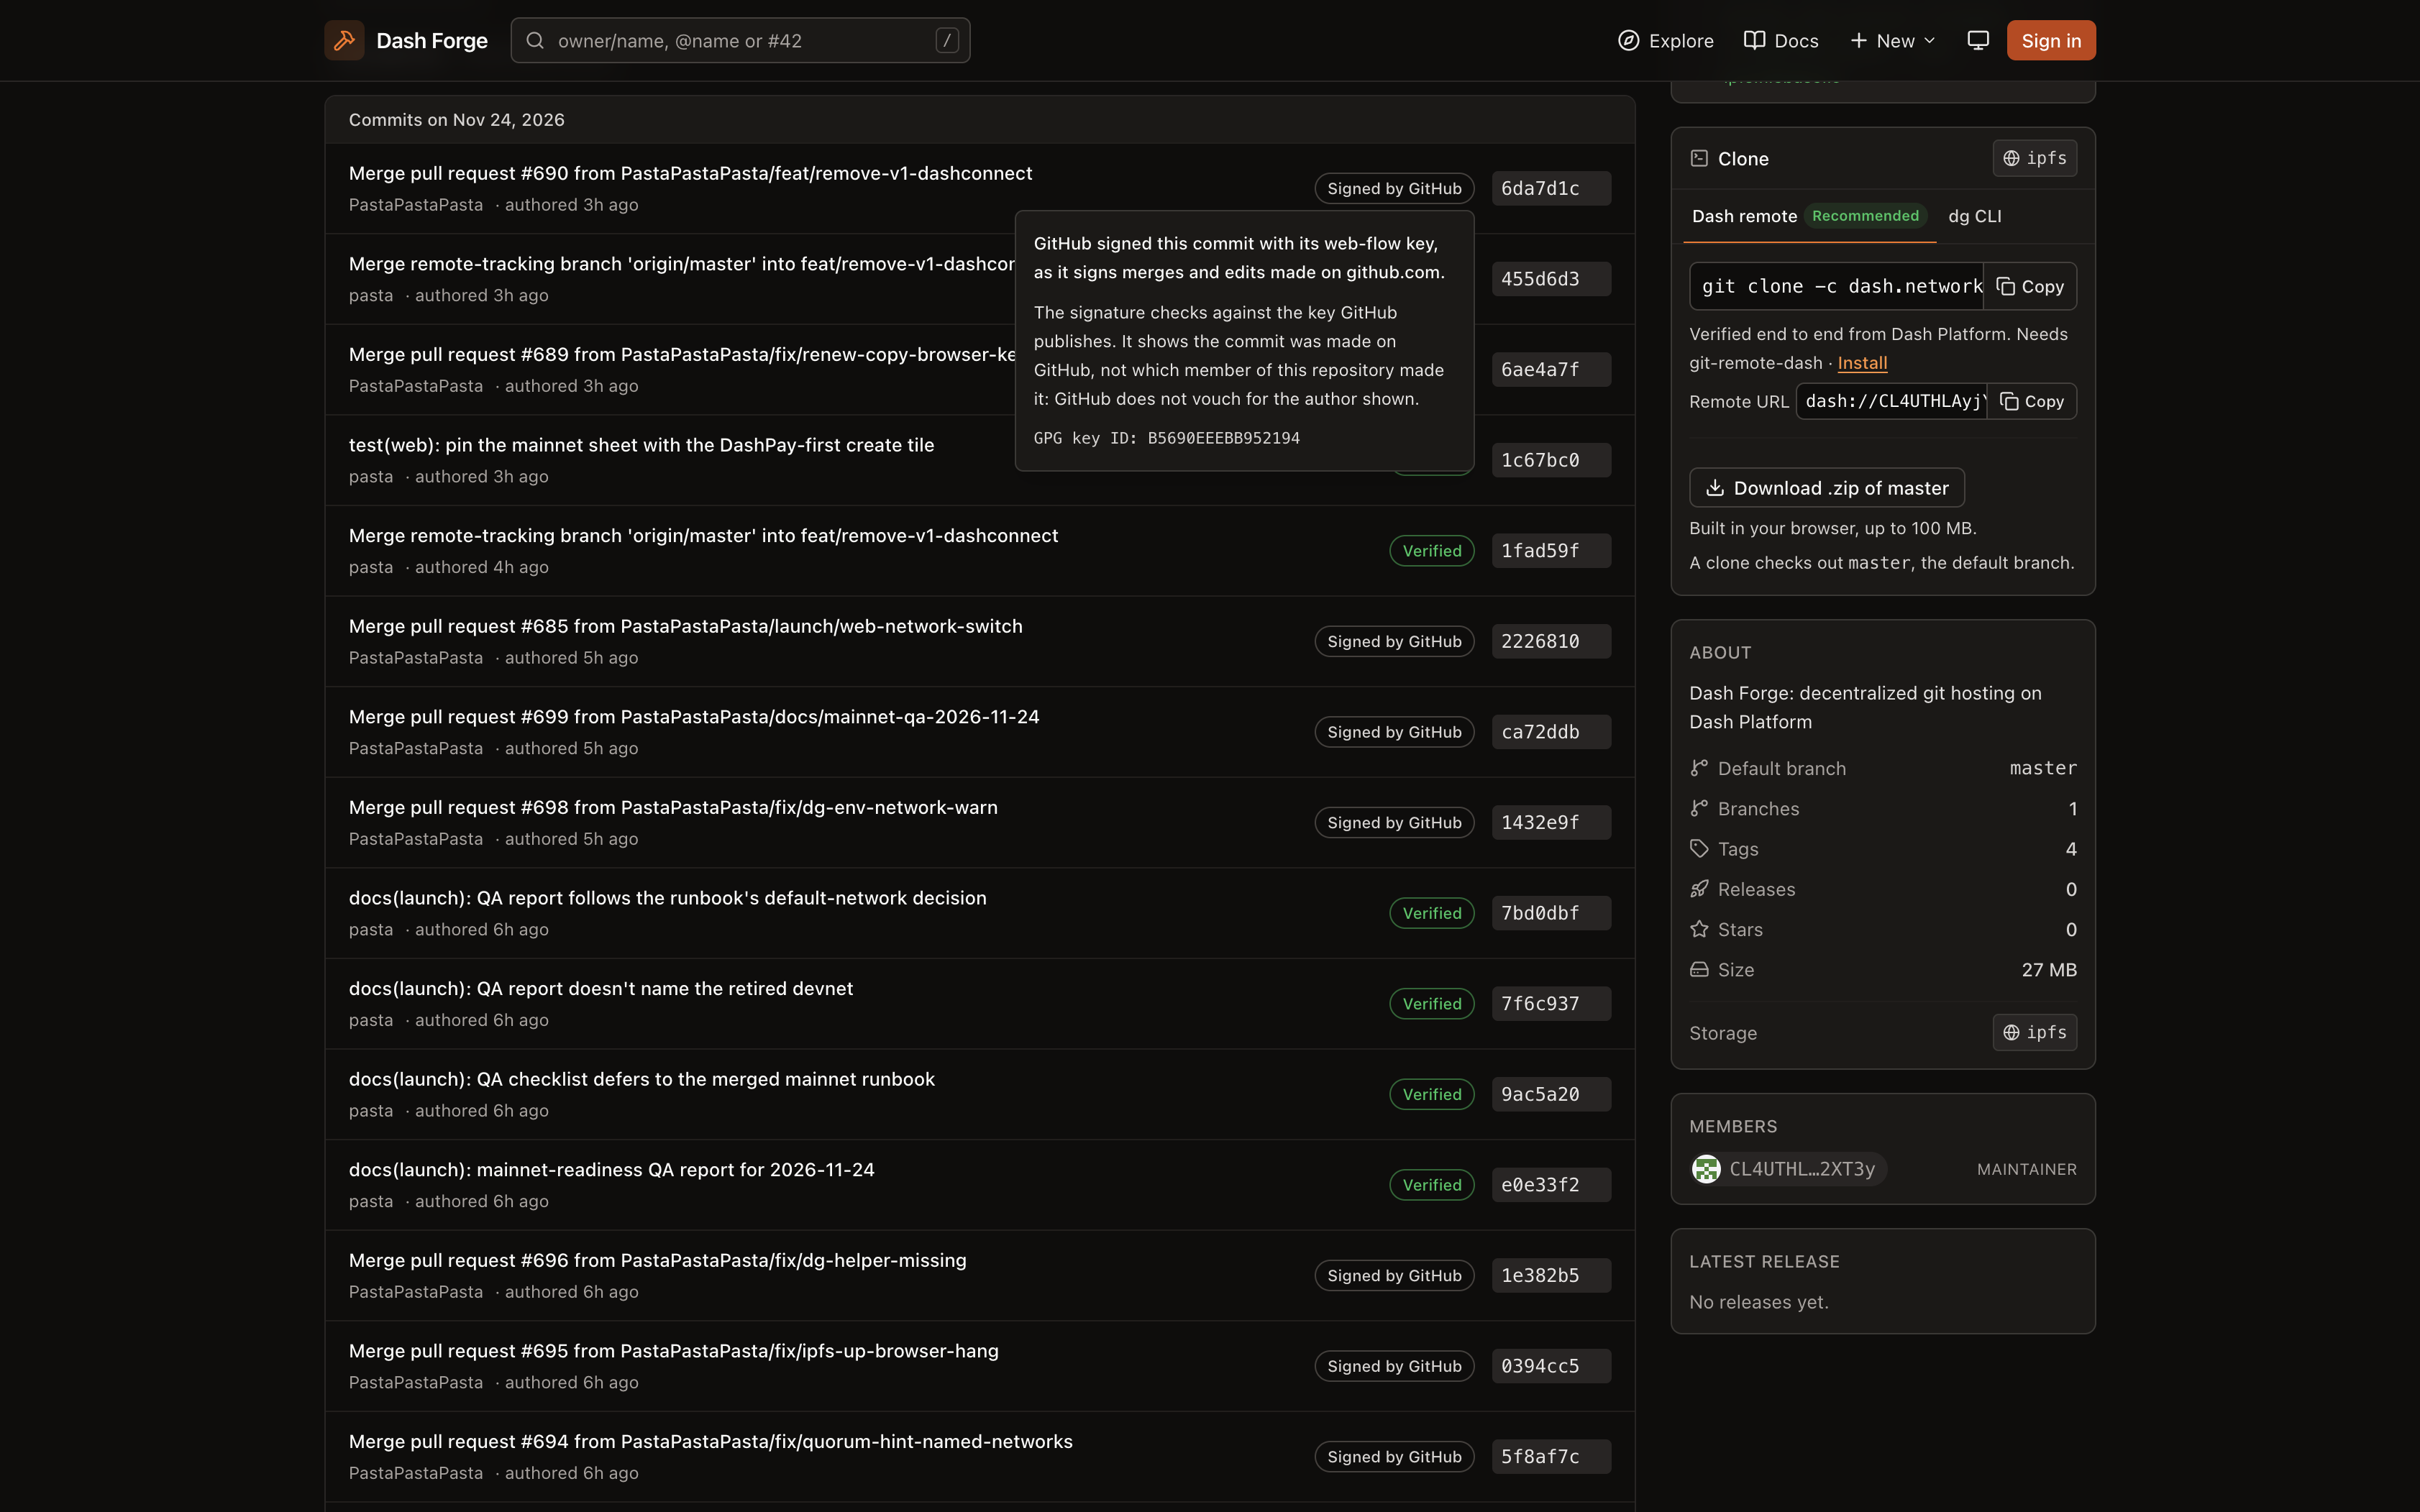 Dash Forge
owner/name, @name or #42
/
Explore
Docs
New
Sign in
Commits on Nov 24, 2026
Merge pull request #690 from PastaPastaPasta/feat/remove-v1-dashconnect
PastaPastaPasta · authored 3h ago
Signed by GitHub
6da7d1c
GitHub signed this commit with its web-flow key,
as it signs merges and edits made on github.com.
The signature checks against the key GitHub
publishes. It shows the commit was made on
GitHub, not which member of this repository made
it: GitHub does not vouch for the author shown.
GPG key ID: B5690EEEBB952194
Merge remote-tracking branch 'origin/master' into feat/remove-v1-dashcon
pasta · authored 3h ago
455d6d3
Merge pull request #689 from PastaPastaPasta/fix/renew-copy-browser-ke
PastaPastaPasta · authored 3h ago
6ae4a7f
test(web): pin the mainnet sheet with the DashPay-first create tile
pasta · authored 3h ago
1c67bc0
Merge remote-tracking branch 'origin/master' into feat/remove-v1-dashconnect
pasta · authored 4h ago
Verified
1fad59f
Merge pull request #685 from PastaPastaPasta/launch/web-network-switch
PastaPastaPasta · authored 5h ago
Signed by GitHub
2226810
Merge pull request #699 from PastaPastaPasta/docs/mainnet-qa-2026-11-24
PastaPastaPasta · authored 5h ago
Signed by GitHub
ca72ddb
Merge pull request #698 from PastaPastaPasta/fix/dg-env-network-warn
PastaPastaPasta · authored 5h ago
Signed by GitHub
1432e9f
docs(launch): QA report follows the runbook's default-network decision
pasta · authored 6h ago
Verified
7bd0dbf
docs(launch): QA report doesn't name the retired devnet
pasta · authored 6h ago
Verified
7f6c937
docs(launch): QA checklist defers to the merged mainnet runbook
pasta · authored 6h ago
Verified
9ac5a20
docs(launch): mainnet-readiness QA report for 2026-11-24
pasta · authored 6h ago
Verified
e0e33f2
Merge pull request #696 from PastaPastaPasta/fix/dg-helper-missing
PastaPastaPasta · authored 6h ago
Signed by GitHub
1e382b5
Merge pull request #695 from PastaPastaPasta/fix/ipfs-up-browser-hang
PastaPastaPasta · authored 6h ago
Signed by GitHub
0394cc5
Merge pull request #694 from PastaPastaPasta/fix/quorum-hint-named-networks
PastaPastaPasta · authored 6h ago
Signed by GitHub
5f8af7c
Clone
ipfs
Dash remote Recommended
dg CLI
git clone -c dash.network
Copy
Verified end to end from Dash Platform. Needs
git-remote-dash · Install
Remote URL
dash://CL4UTHLAyj
Copy
Download .zip of master
Built in your browser, up to 100 MB.
A clone checks out master, the default branch.
ABOUT
Dash Forge: decentralized git hosting on
Dash Platform
Default branch master
Branches 1
Tags 4
Releases 0
Stars 0
Size 27 MB
Storage ipfs
MEMBERS
CL4UTHL…2XT3y MAINTAINER
LATEST RELEASE
No releases yet.